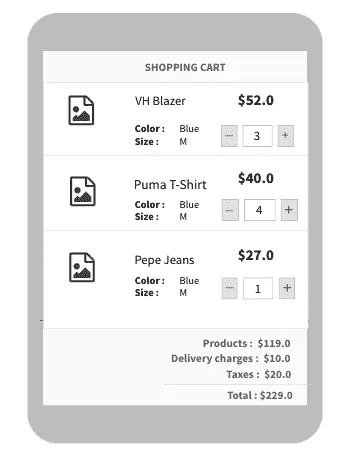 SHOPPING CART
VH Blazer $52.0
Color : Blue
Size : M
− 3 +
Puma T-Shirt $40.0
Color : Blue
Size : M
− 4 +
Pepe Jeans $27.0
Color : Blue
Size : M
− 1 +
Products : $119.0
Delivery charges : $10.0
Taxes : $20.0
Total : $229.0